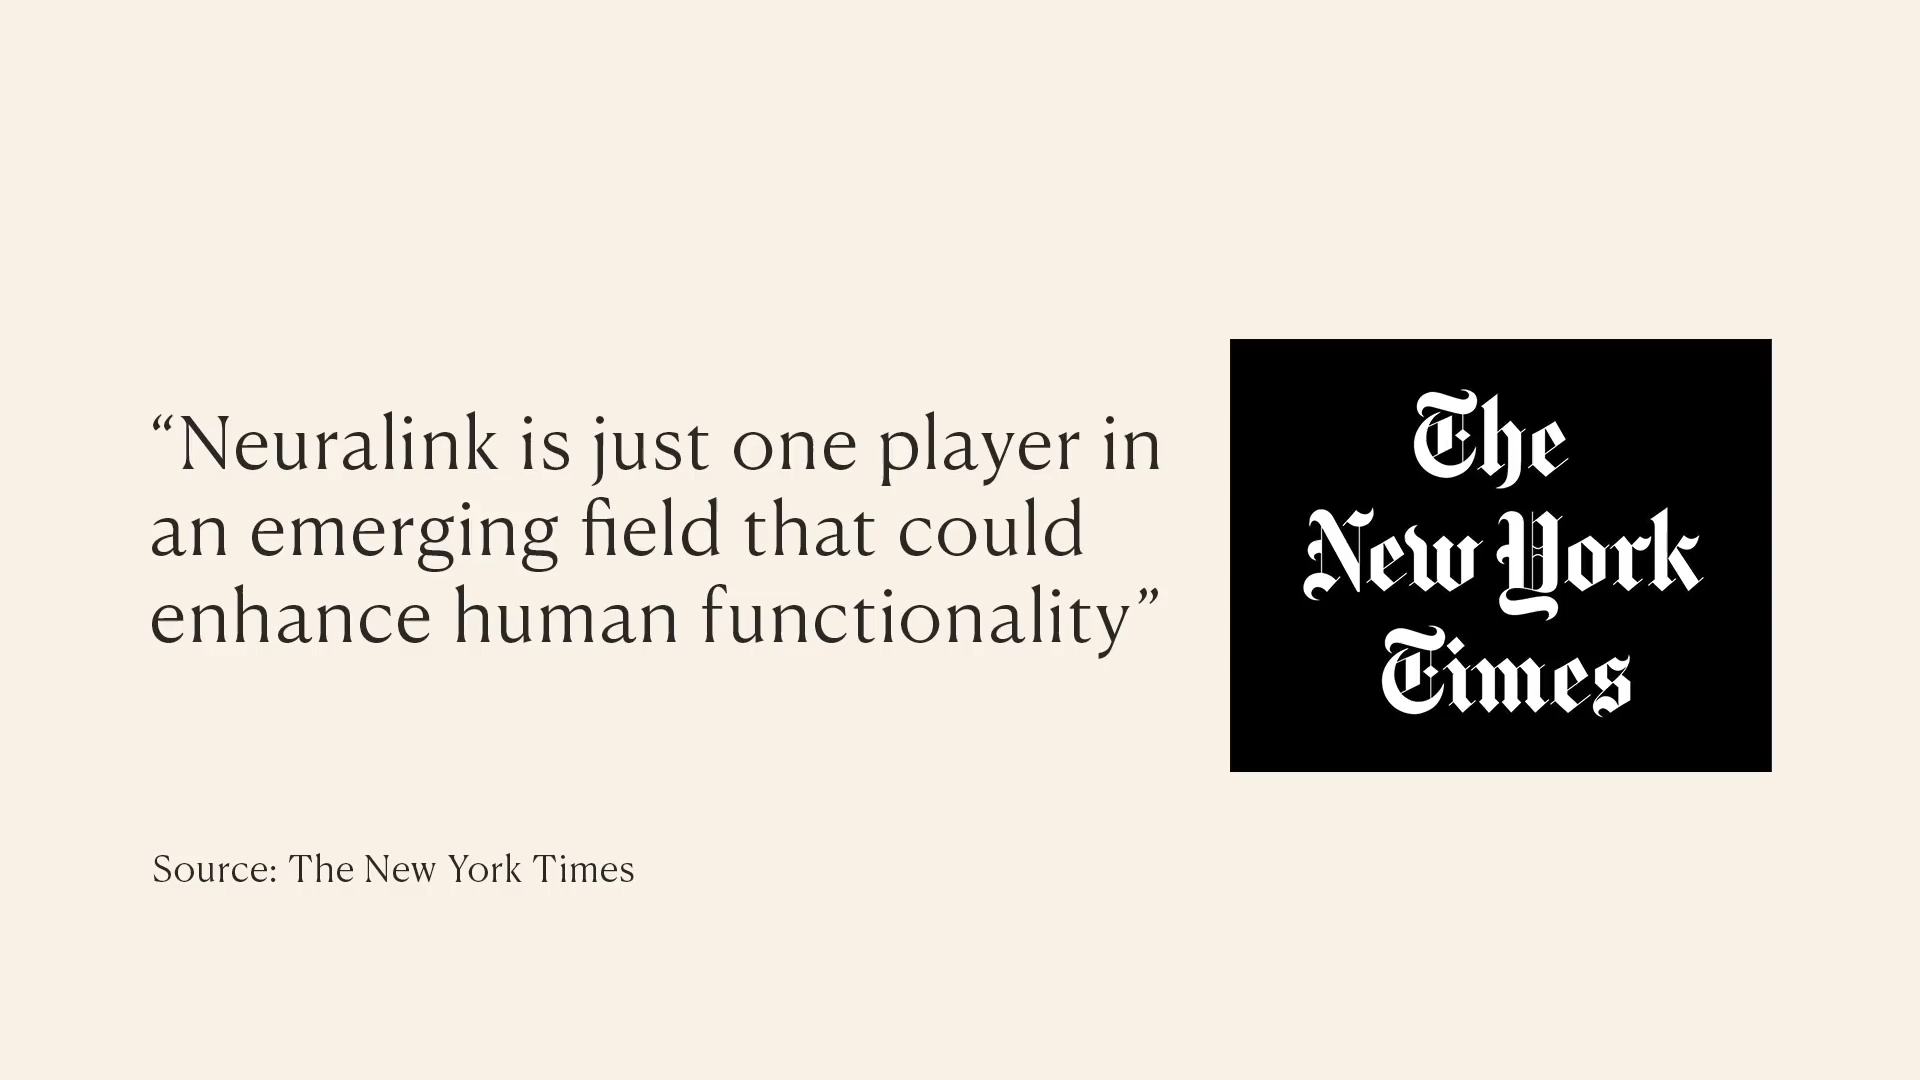 “Neuralink is just one player in
an emerging field that could
enhance human functionality”
The
New York
Times
Source: The New York Times